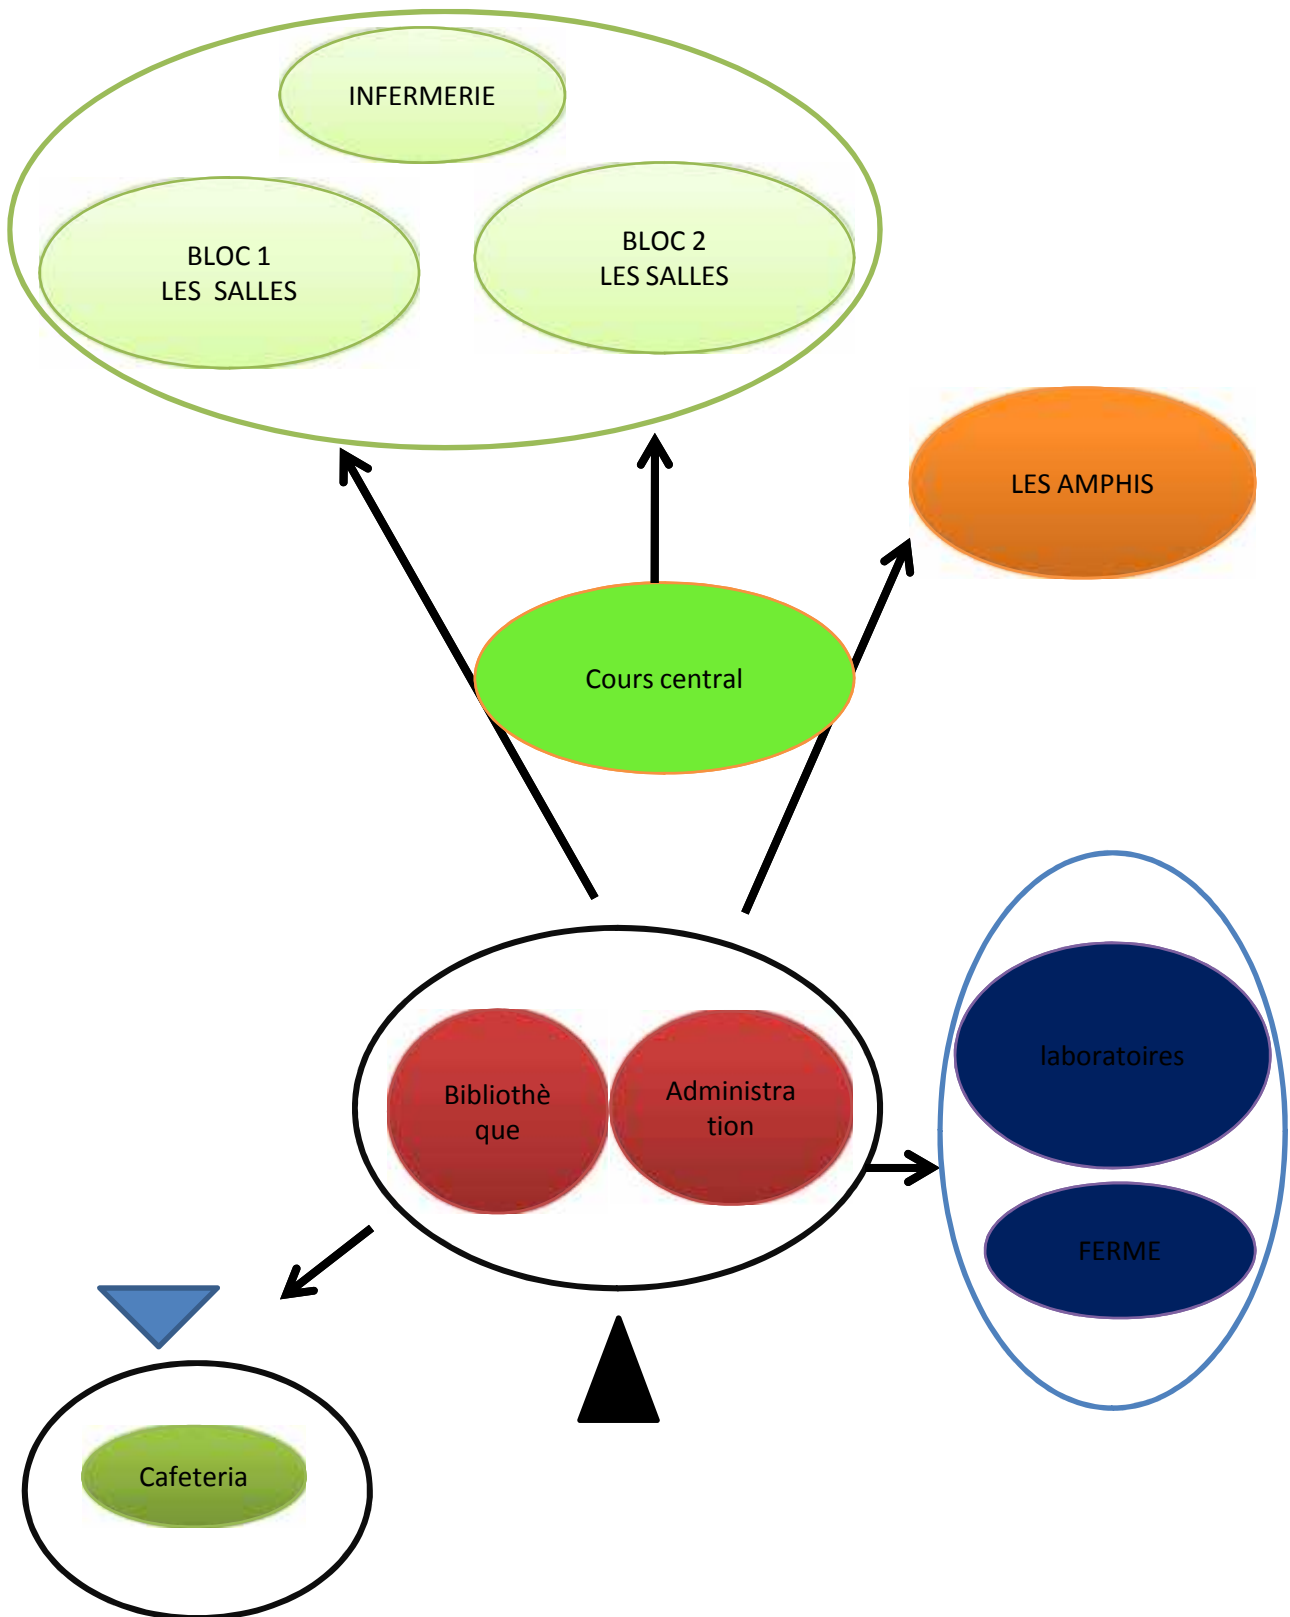 INFERMERIE
BLOC 1
LES  SALLES
BLOC 2
LES SALLES
LES AMPHIS
Cours central
Bibliothè
que
Administra
tion
laboratoires
FERME
Cafeteria